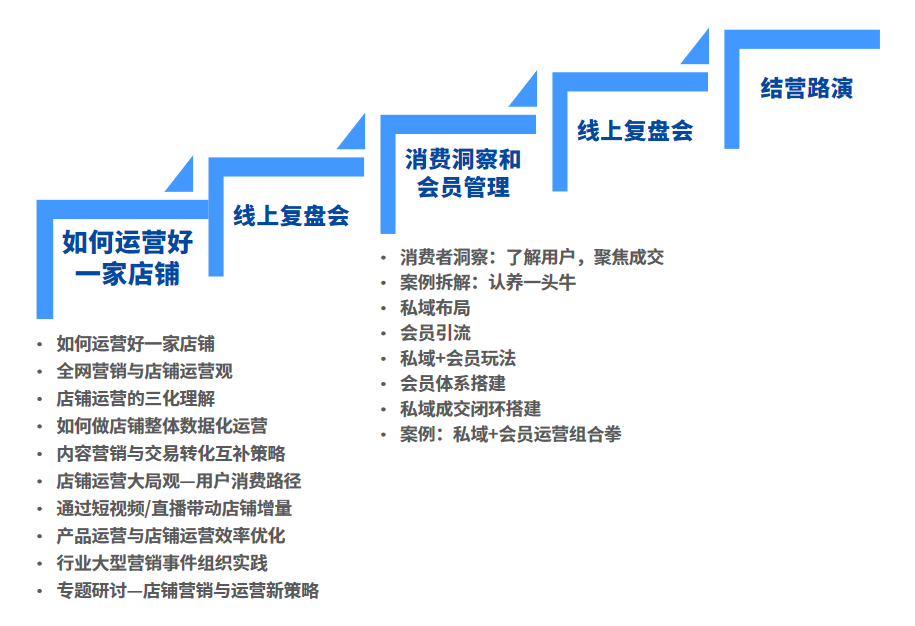 如何运营好
一家店铺
• 如何运营好一家店铺
• 全网营销与店铺运营观
• 店铺运营的三化理解
• 如何做店铺整体数据化运营
• 内容营销与交易转化互补策略
• 店铺运营大局观—用户消费路径
• 通过短视频/直播带动店铺增量
• 产品运营与店铺运营效率优化
• 行业大型营销事件组织实践
• 专题研讨—店铺营销与运营新策略
线上复盘会
消费洞察和
会员管理
• 消费者洞察：了解用户，聚焦成交
• 案例拆解：认养一头牛
• 私域布局
• 会员引流
• 私域+会员玩法
• 会员体系搭建
• 私域成交闭环搭建
• 案例：私域+会员运营组合拳
线上复盘会
结营路演